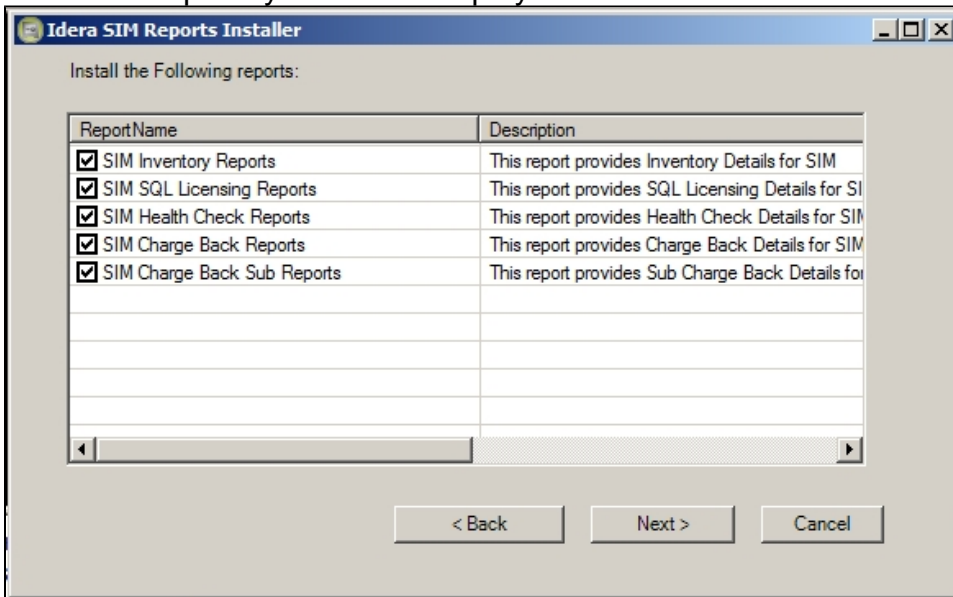 Idera SIM Reports Installer
Install the Following reports:
ReportName Description
SIM Inventory Reports This report provides Inventory Details for SIM
SIM SQL Licensing Reports This report provides SQL Licensing Details for SI
SIM Health Check Reports This report provides Health Check Details for SIM
SIM Charge Back Reports This report provides Charge Back Details for SIM
SIM Charge Back Sub Reports This report provides Sub Charge Back Details for
< Back Next > Cancel